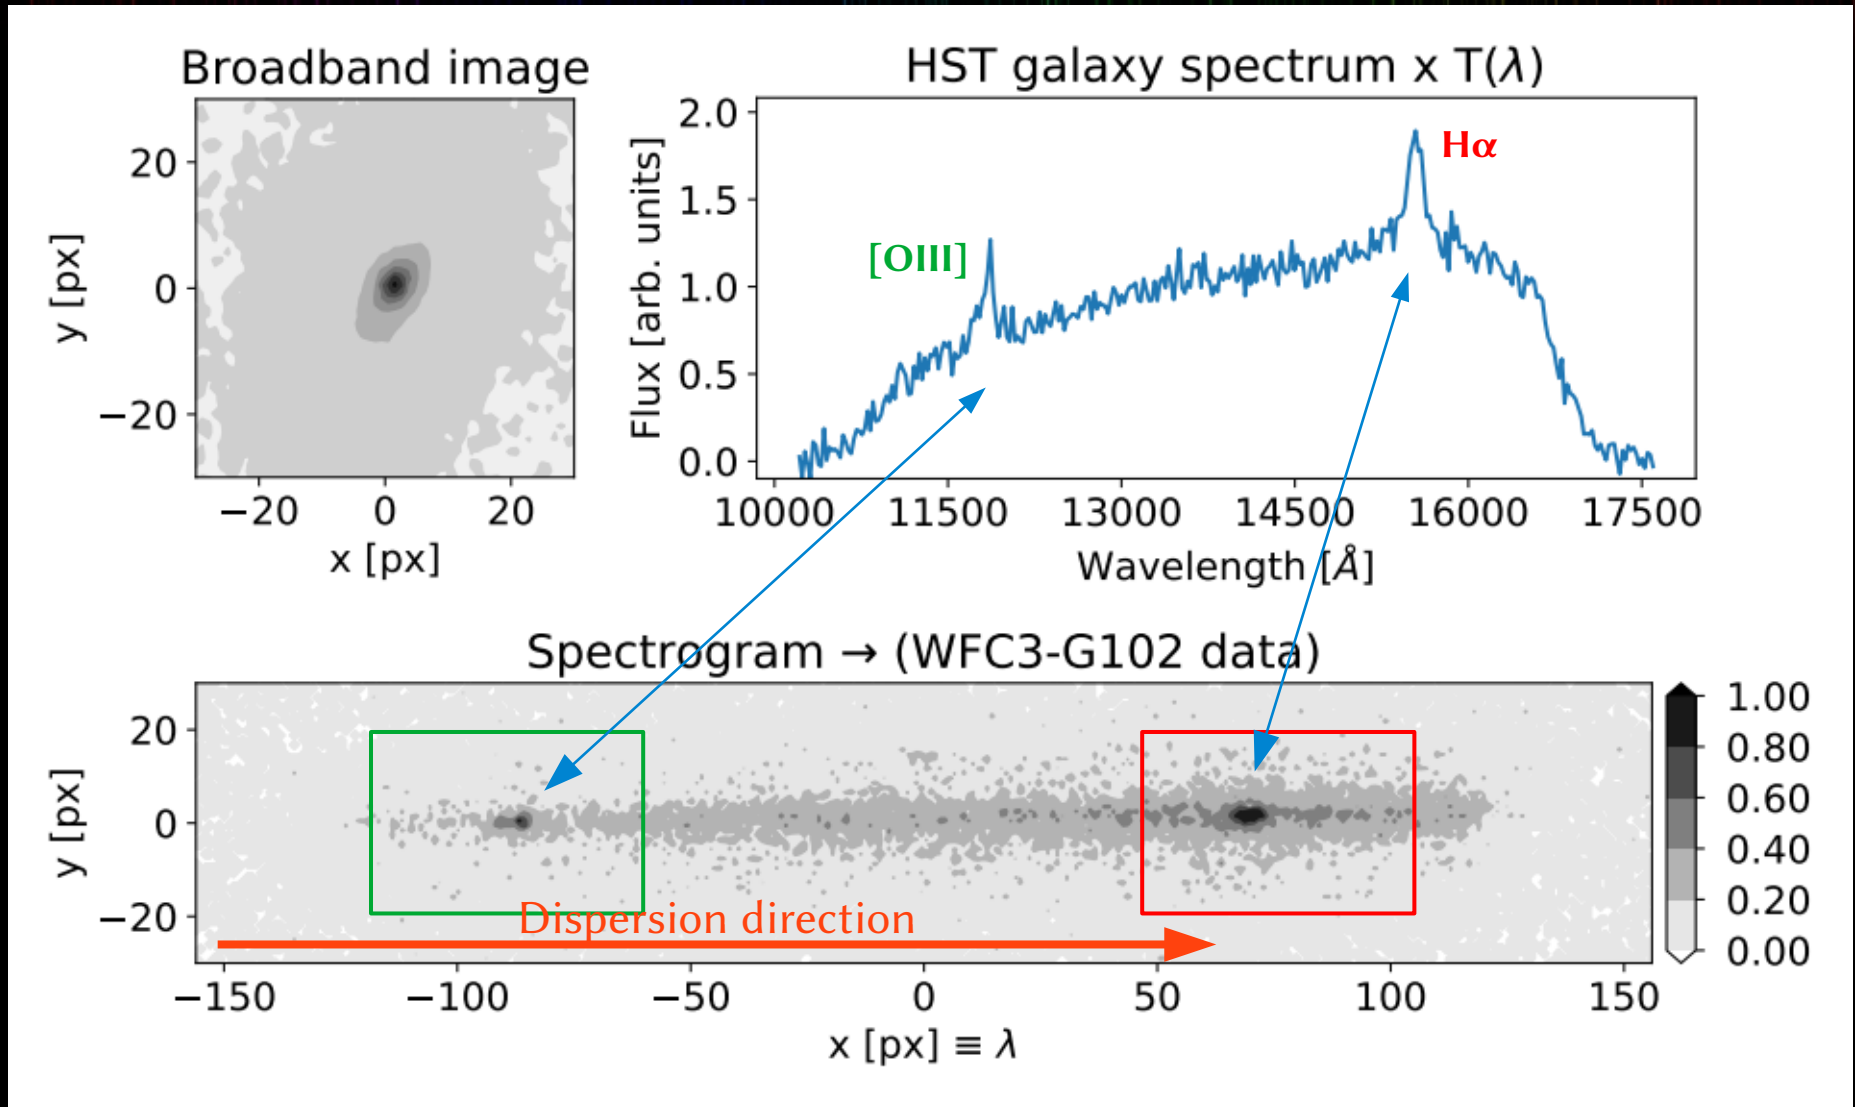 Broadband image
20
0
−20
y [px]
−20 0 20
x [px]
HST galaxy spectrum x T(λ)
2.0
1.5
1.0
0.5
0.0
Flux [arb. units]
[OIII]
Hα
10000 11500 13000 14500 16000 17500
Wavelength [Å]
Spectrogram → (WFC3-G102 data)
20
0
−20
y [px]
Dispersion direction
−150 −100 −50 0 50 100 150
x [px] ≡ λ
1.00
0.80
0.60
0.40
0.20
0.00